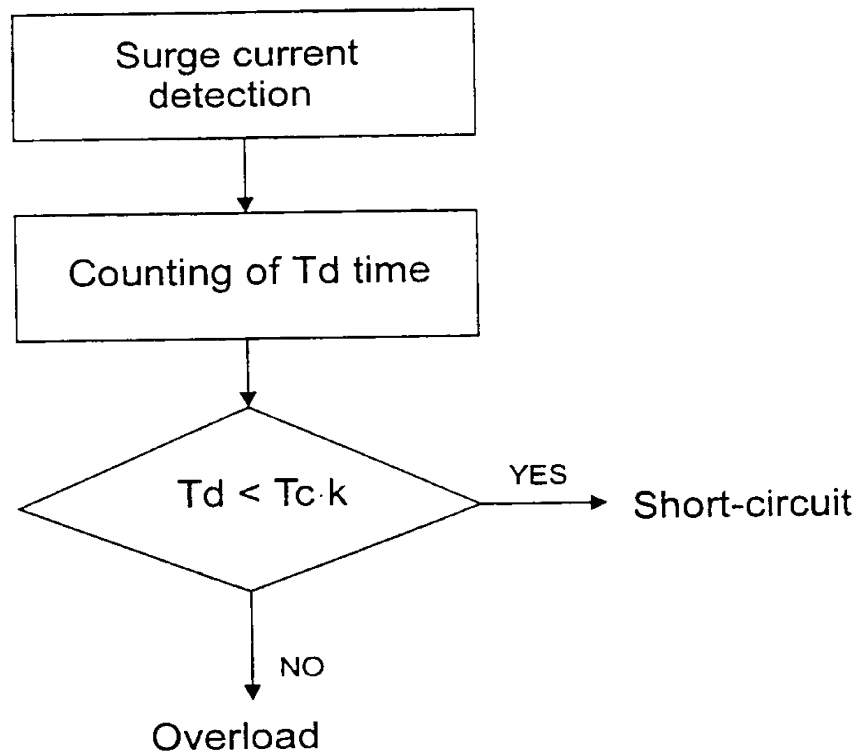 Surge current
detection
Counting of Td time
Td < Tc·k
YES
Short-circuit
NO
Overload